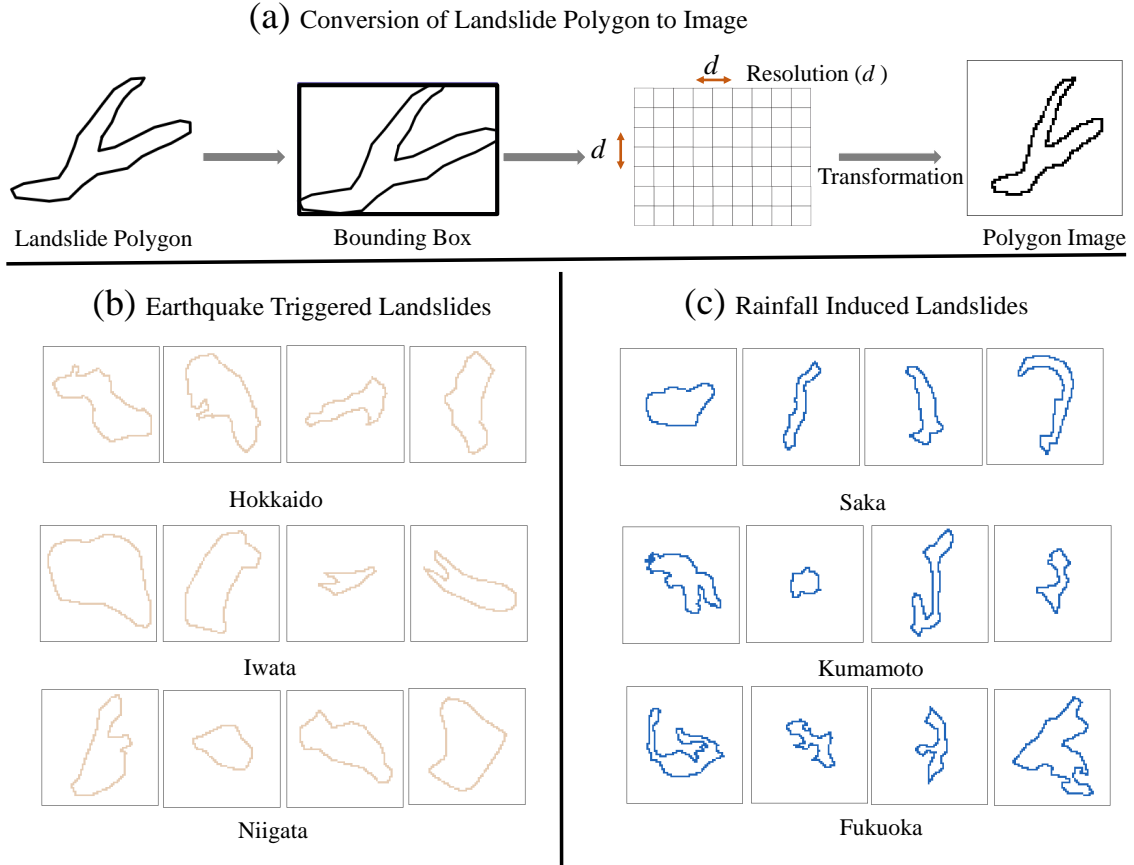 (a) Conversion of Landslide Polygon to Image
d
Resolution (d )
d
Transformation
Landslide Polygon
Bounding Box
Polygon Image
(b) Earthquake Triggered Landslides
(c) Rainfall Induced Landslides
Hokkaido
Saka
Iwata
Kumamoto
Niigata
Fukuoka